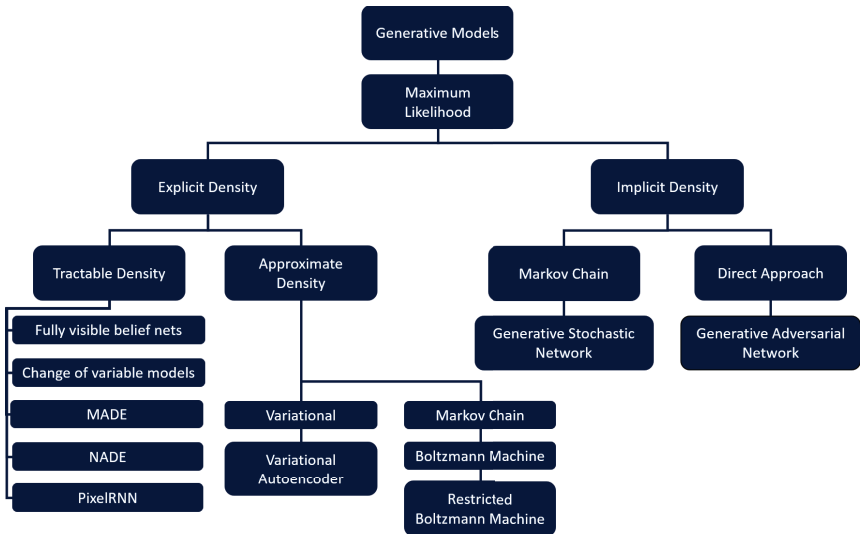 Generative Models
Maximum
Likelihood
Explicit Density
Implicit Density
Tractable Density
Approximate
Density
Markov Chain
Direct Approach
Fully visible belief nets
Generative Stochastic
Network
Generative Adversarial
Network
Change of variable models
MADE
Variational
Markov Chain
NADE
Variational
Autoencoder
Boltzmann Machine
PixelRNN
Restricted
Boltzmann Machine